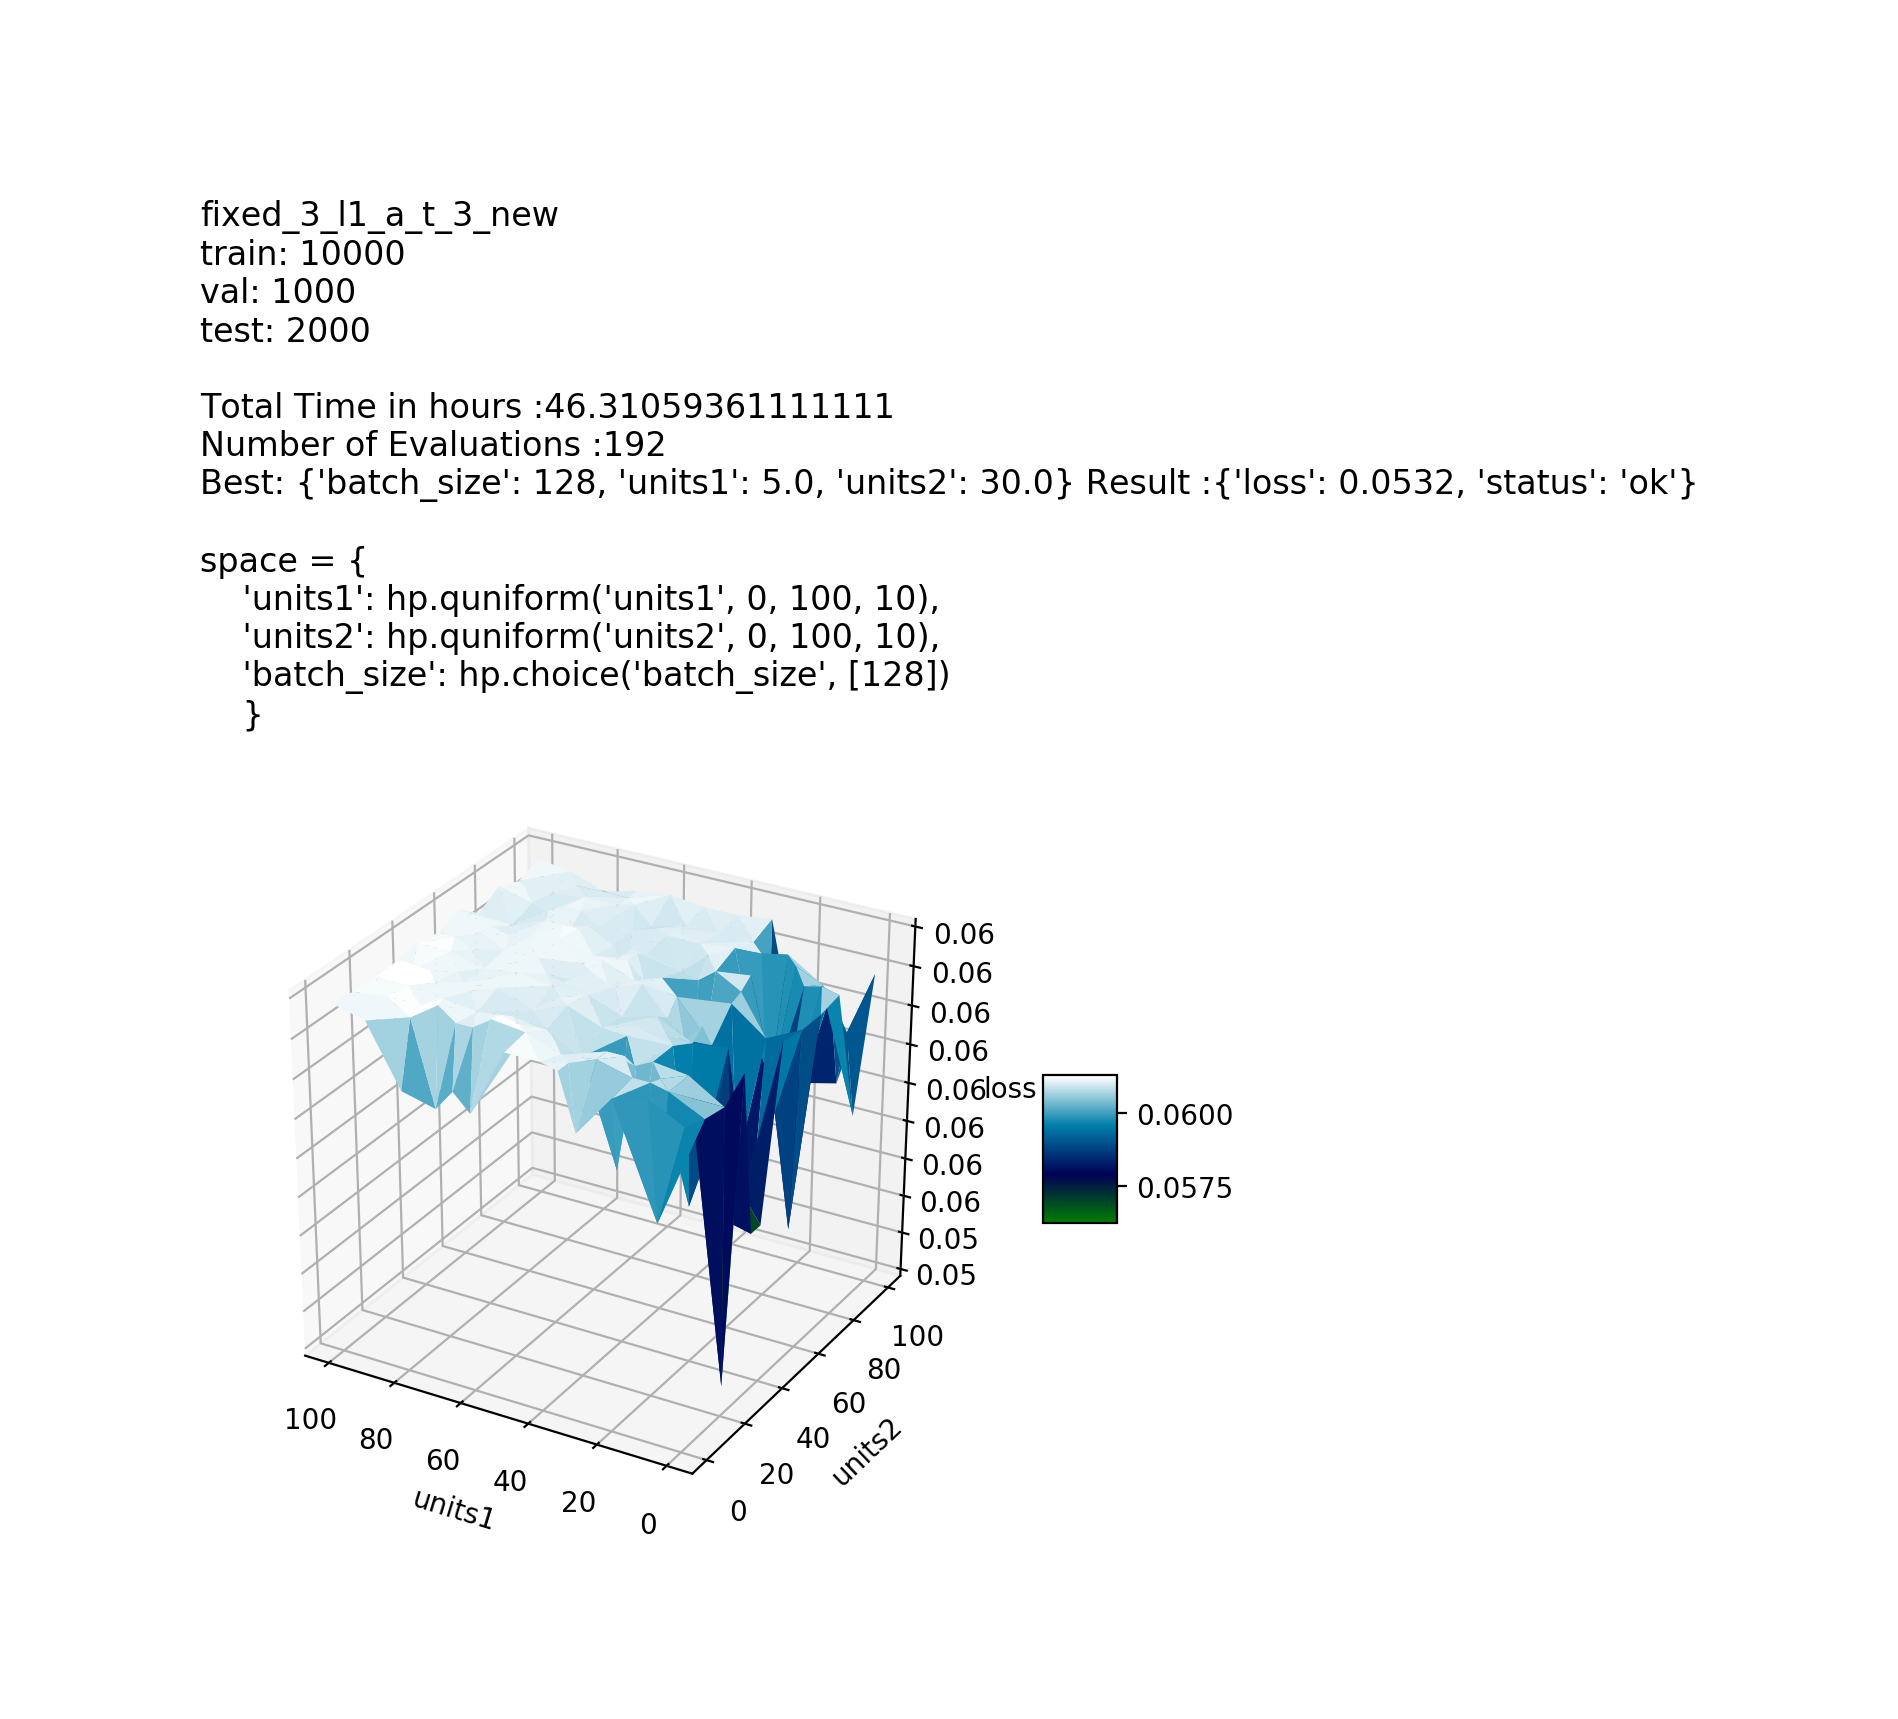 fixed_3_l1_a_t_3_new
train: 10000
val: 1000
test: 2000
Total Time in hours :46.31059361111111
Number of Evaluations :192
Best: {'batch_size': 128, 'units1': 5.0, 'units2': 30.0} Result :{'loss': 0.0532, 'status': 'ok'}
space = {
'units1': hp.quniform('units1', 0, 100, 10),
'units2': hp.quniform('units2', 0, 100, 10),
'batch_size': hp.choice('batch_size', [128])
}
0.06
0.06
0.06
0.06
0.06
0.06
0.06
0.06
0.05
0.05
loss
0.0600
0.0575
100
80
60
40
20
0
units2
100
80
60
40
20
0
units1